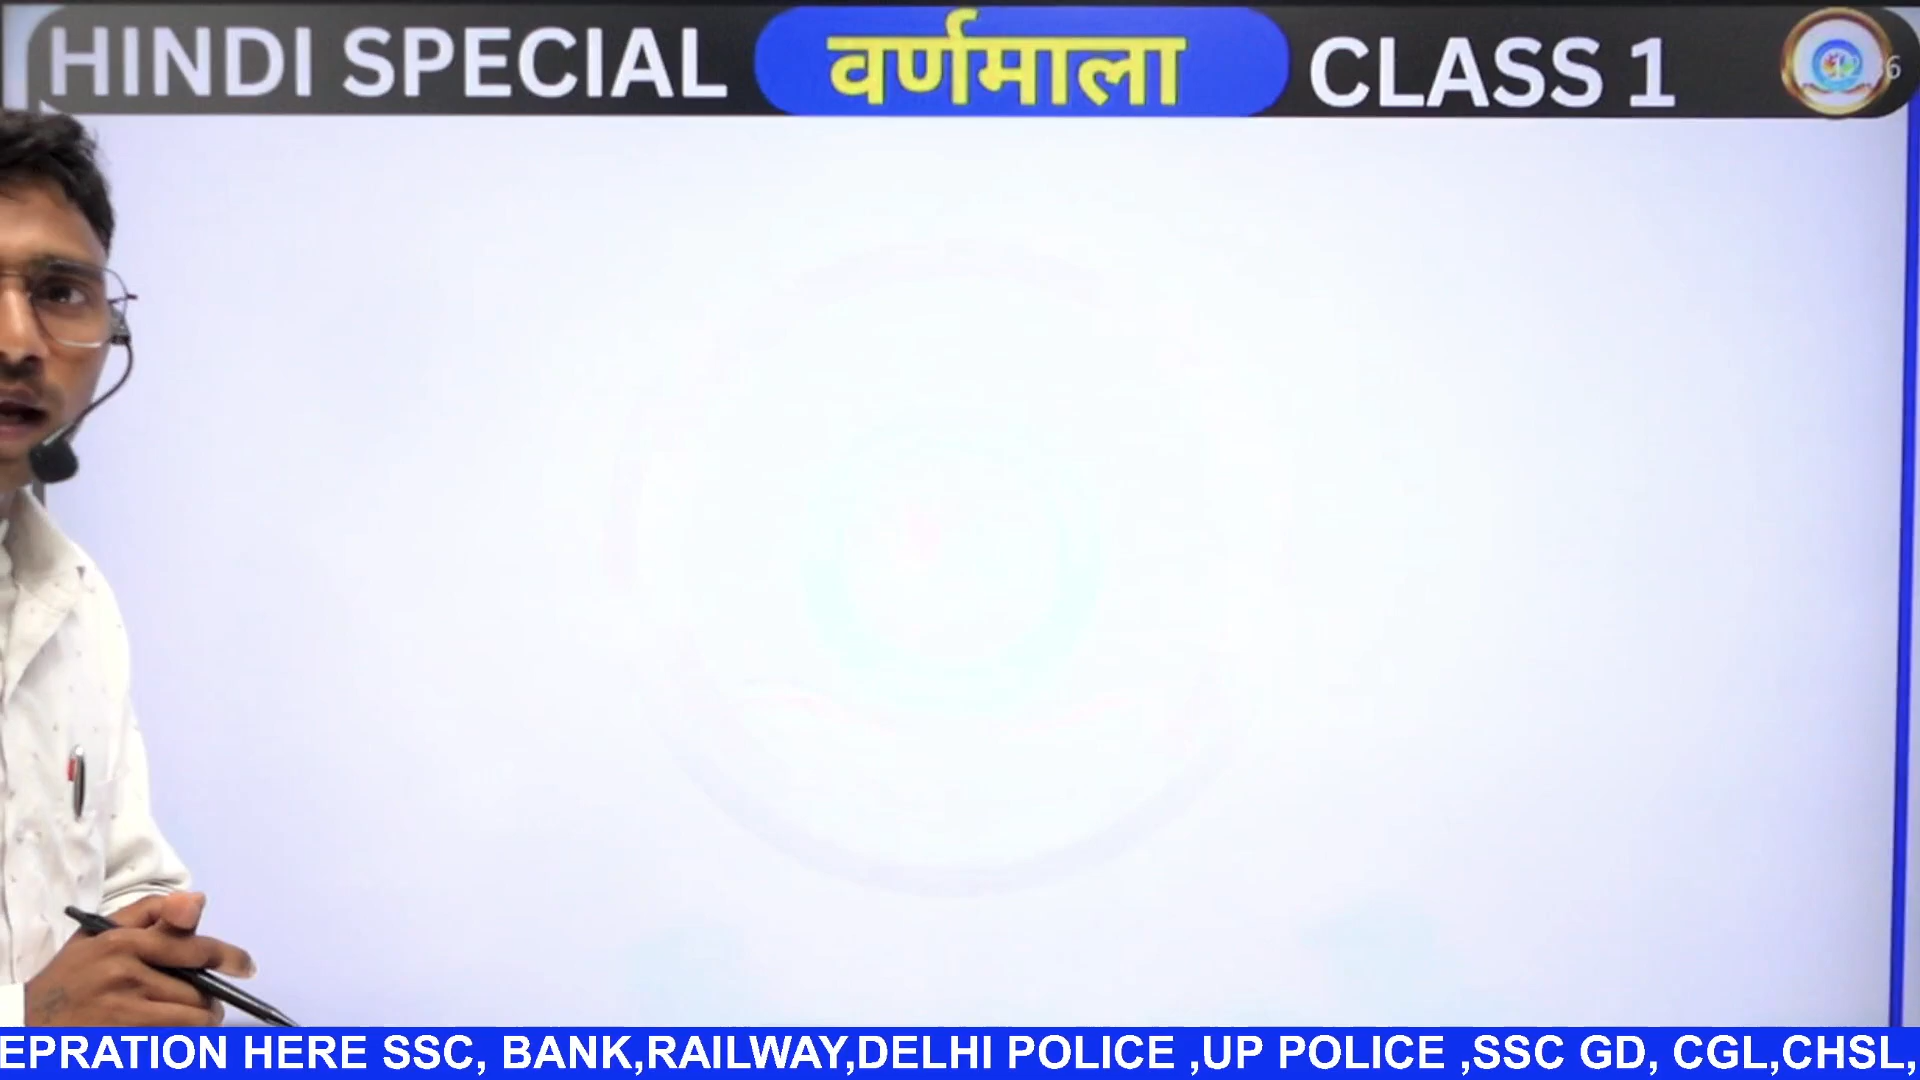 HINDI SPECIAL वर्णमाला CLASS 1
EPRATION HERE SSC, BANK,RAILWAY,DELHI POLICE ,UP POLICE ,SSC GD, CGL,CHSL,